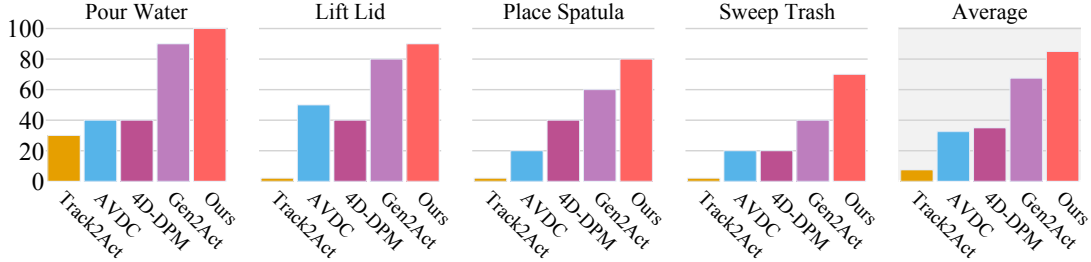 Pour Water
Lift Lid
Place Spatula
Sweep Trash
Average
100
80
60
40
20
0
Track2Act
AVDC
4D-DPM
Gen2Act
Ours
Track2Act
AVDC
4D-DPM
Gen2Act
Ours
Track2Act
AVDC
4D-DPM
Gen2Act
Ours
Track2Act
AVDC
4D-DPM
Gen2Act
Ours
Track2Act
AVDC
4D-DPM
Gen2Act
Ours